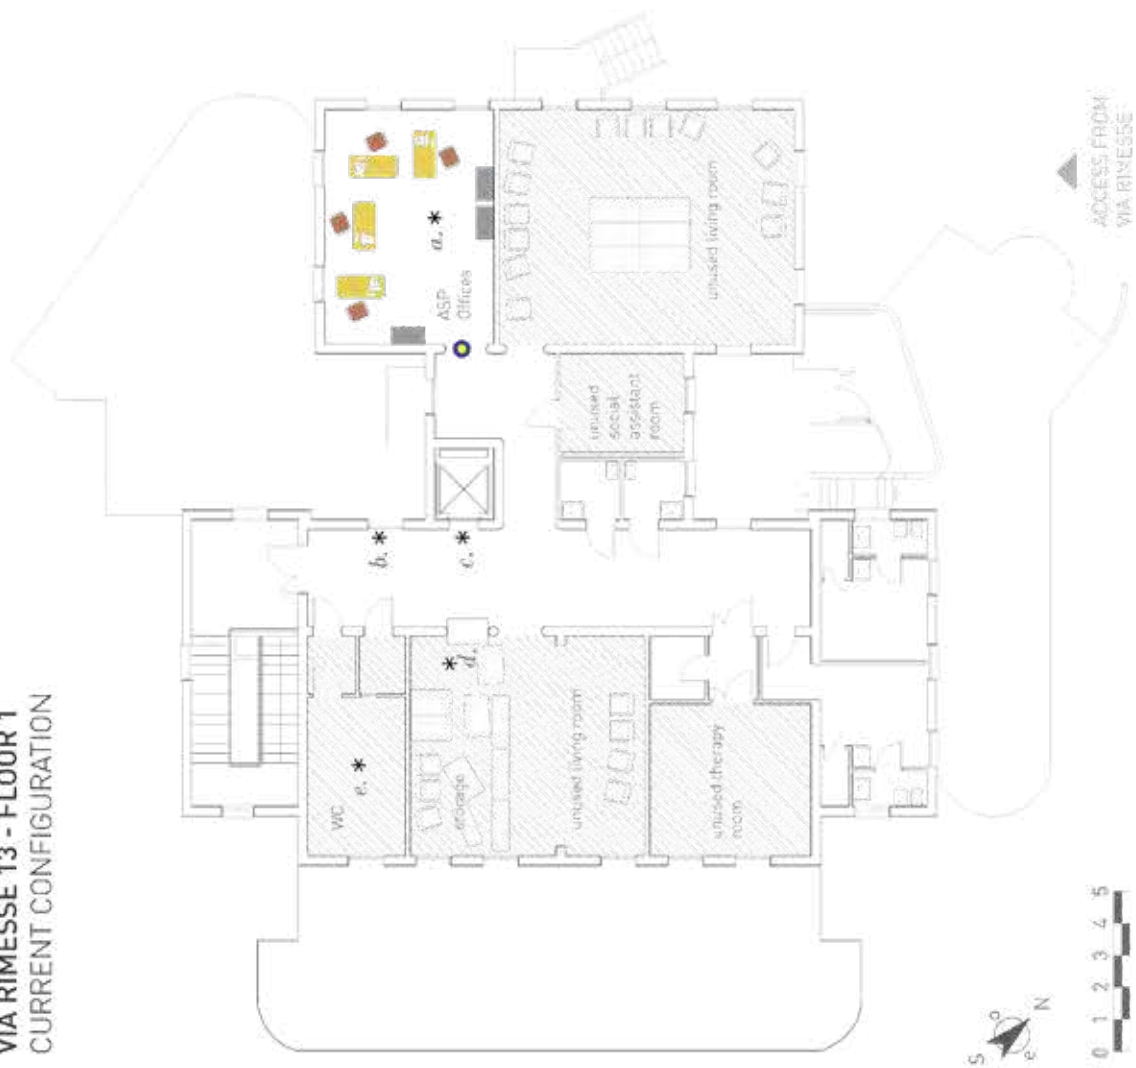 VIA RIMESSE 13 - FLOOR 1
CURRENT CONFIGURATION
ACCESS FROM
VIA RIMESSE
a. *
ASP
Offices
unused living room
unused
social
assistant
room
b. *
c. *
d. *
e. *
WC
storage
unused living room
unused therapy
room
S
o
e
N
0 1 2 3 4 5